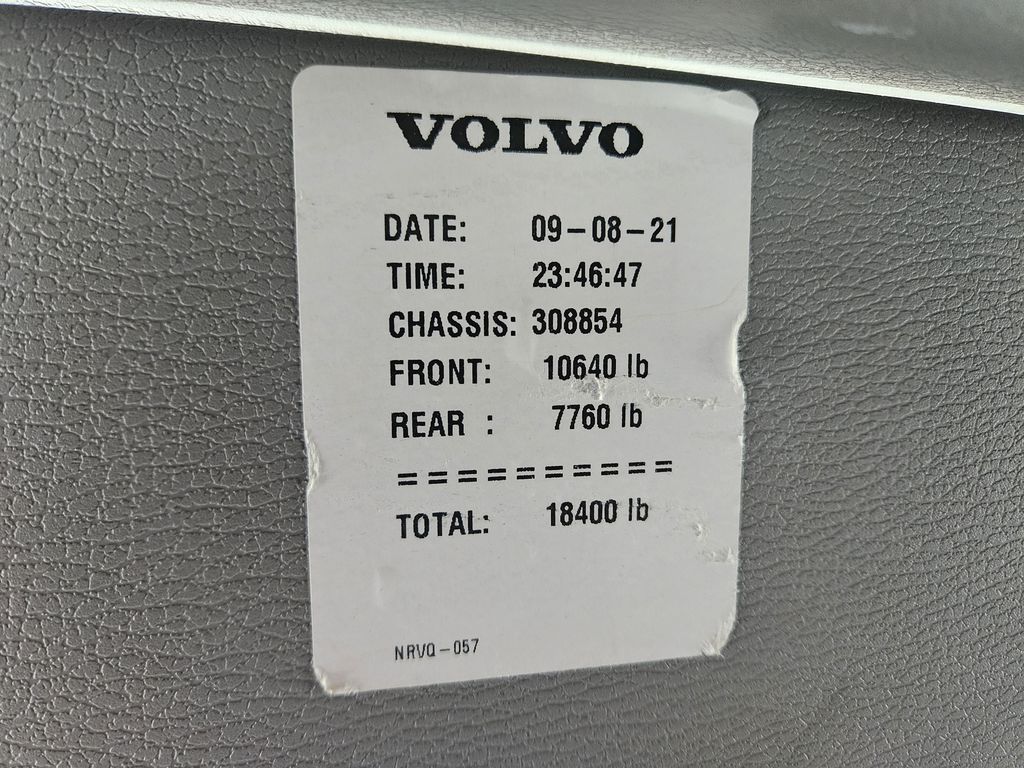 VOLVO
DATE: 09-08-21
TIME: 23:46:47
CHASSIS: 308854
FRONT: 10640 lb
REAR : 7760 lb
==========
TOTAL: 18400 lb
NRVQ-057